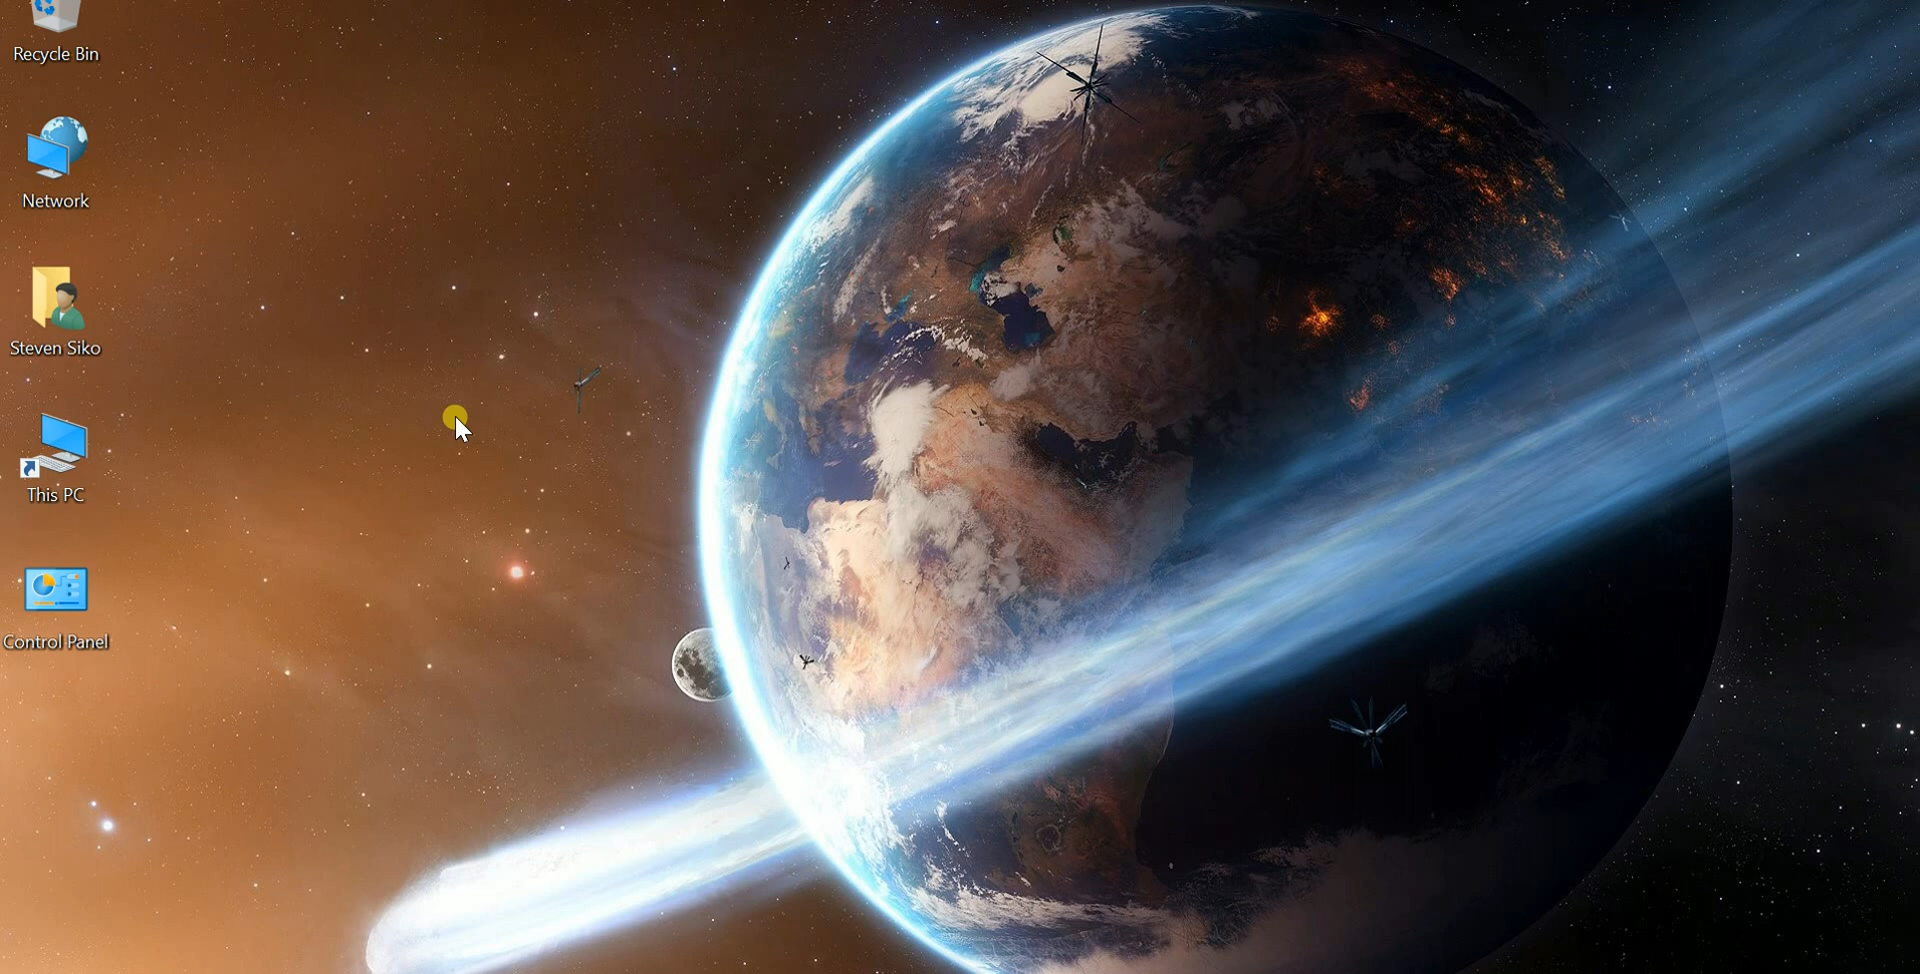 Recycle Bin
Network
Steven Siko
This PC
Control Panel